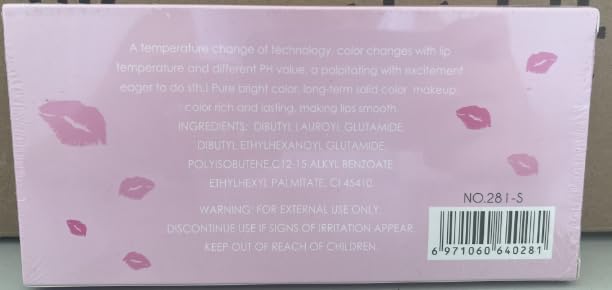 A temperature change of technology, color changes with lip
temperature and different PH value, a palpitating with excitement
eager to do sth.! Pure bright color, long-term solid color makeup,
color rich and lasting, making lips smooth.
INGREDIENTS: DIBUTYL LAUROYL GLUTAMIDE,
DIBUTYL ETHYLHEXANOYL GLUTAMIDE,
POLYISOBUTENE,C12-15 ALKYL BENZOATE
ETHYLHEXYL PALMITATE, CI 45410
WARNING: FOR EXTERNAL USE ONLY;
DISCONTINUE USE IF SIGNS OF IRRITATION APPEAR.
KEEP OUT OF REACH OF CHILDREN.
NO.281-S
6 971060 640281